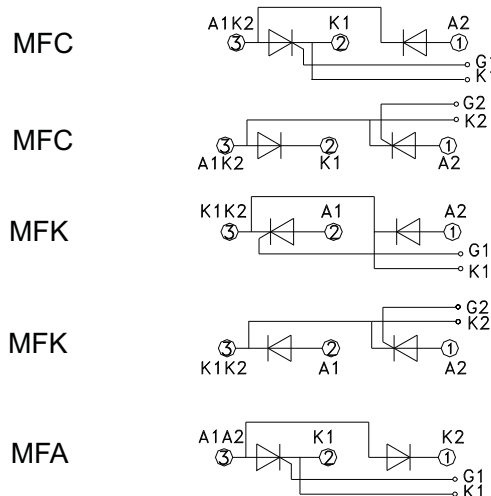 A1K2 K1 A2
MFC 3 2 1
G1
K1
G2
K2
MFC 3 2 1
A1K2 K1 A2
K1K2 A1 A2
MFK 3 2 1
G1
K1
G2
K2
MFK 3 2 1
K1K2 A1 A2
A1A2 K1 K2
MFA 3 2 1
G1
K1